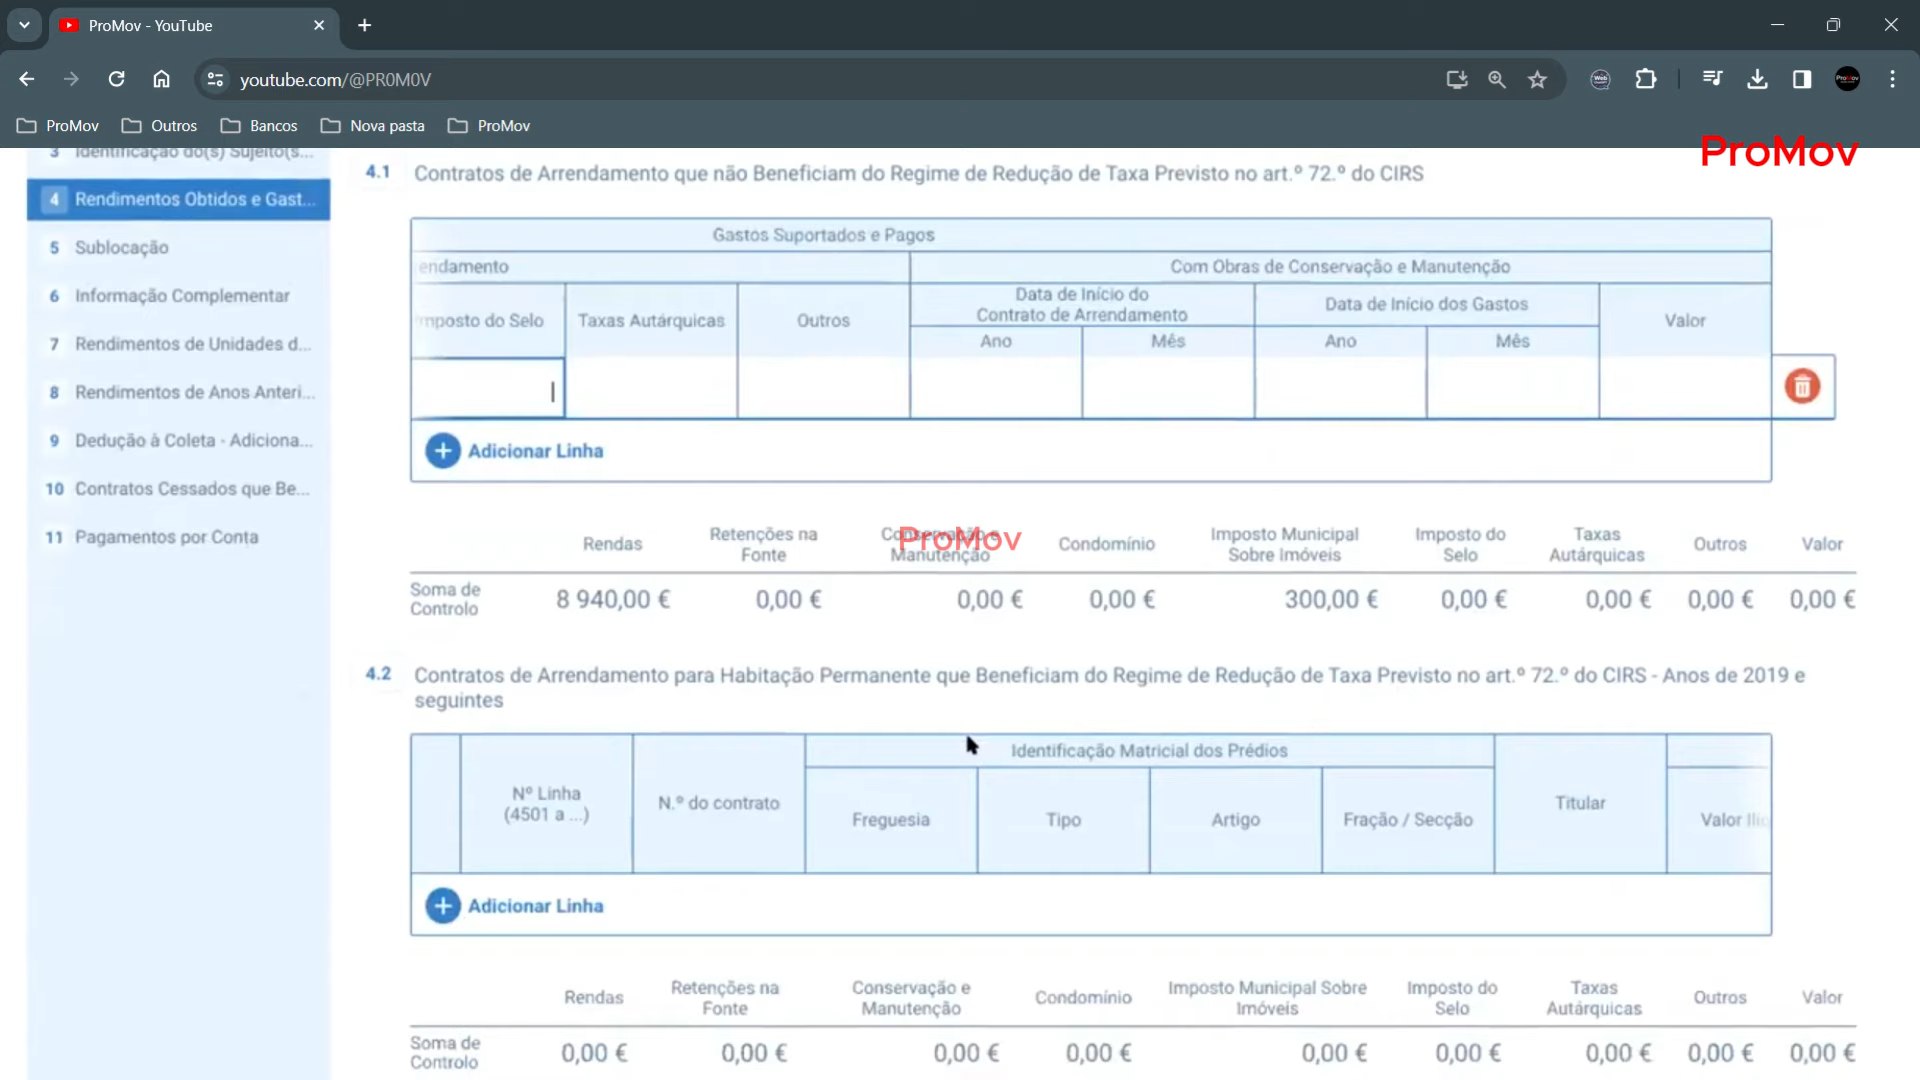 ProMov - YouTube
youtube.com/@PR0M0V
ProMov
Outros
Bancos
Nova pasta
ProMov
ProMov
3 Identificação do(s) Sujeito(s...
4 Rendimentos Obtidos e Gast...
5 Sublocação
6 Informação Complementar
7 Rendimentos de Unidades d...
8 Rendimentos de Anos Anteri...
9 Dedução à Coleta - Adiciona...
10 Contratos Cessados que Be...
11 Pagamentos por Conta
4.1 Contratos de Arrendamento que não Beneficiam do Regime de Redução de Taxa Previsto no art.º 72.º do CIRS
Gastos Suportados e Pagos
endamento
Com Obras de Conservação e Manutenção
mposto do Selo
Taxas Autárquicas
Outros
Data de Início do
Contrato de Arrendamento
Data de Início dos Gastos
Valor
Ano
Mês
Ano
Mês
Adicionar Linha
Rendas
Retenções na
Fonte
Conservação e
Manutenção
Condomínio
Imposto Municipal
Sobre Imóveis
Imposto do
Selo
Taxas
Autárquicas
Outros
Valor
ProMov
Soma de
Controlo
8 940,00 €
0,00 €
0,00 €
0,00 €
300,00 €
0,00 €
0,00 €
0,00 €
0,00 €
4.2 Contratos de Arrendamento para Habitação Permanente que Beneficiam do Regime de Redução de Taxa Previsto no art.º 72.º do CIRS - Anos de 2019 e
seguintes
Nº Linha
(4501 a ...)
N.º do contrato
Identificação Matricial dos Prédios
Freguesia
Tipo
Artigo
Fração / Secção
Titular
Valor Ilíq
Adicionar Linha
Rendas
Retenções na
Fonte
Conservação e
Manutenção
Condomínio
Imposto Municipal Sobre
Imóveis
Imposto do
Selo
Taxas
Autárquicas
Outros
Valor
Soma de
Controlo
0,00 €
0,00 €
0,00 €
0,00 €
0,00 €
0,00 €
0,00 €
0,00 €
0,00 €